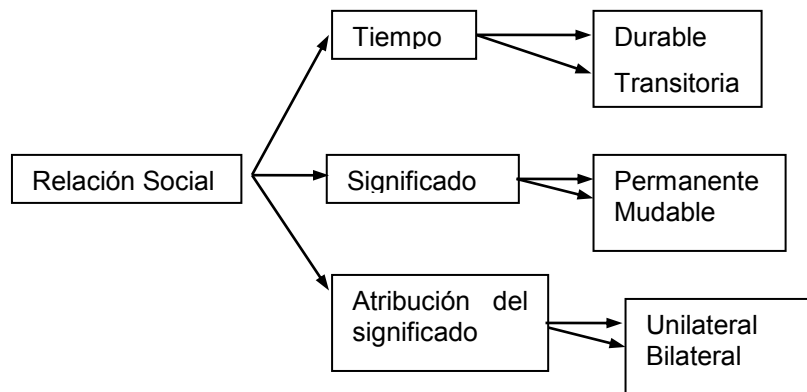 Relación Social
Tiempo
Durable
Transitoria
Significado
Permanente
Mudable
Atribución del
significado
Unilateral
Bilateral